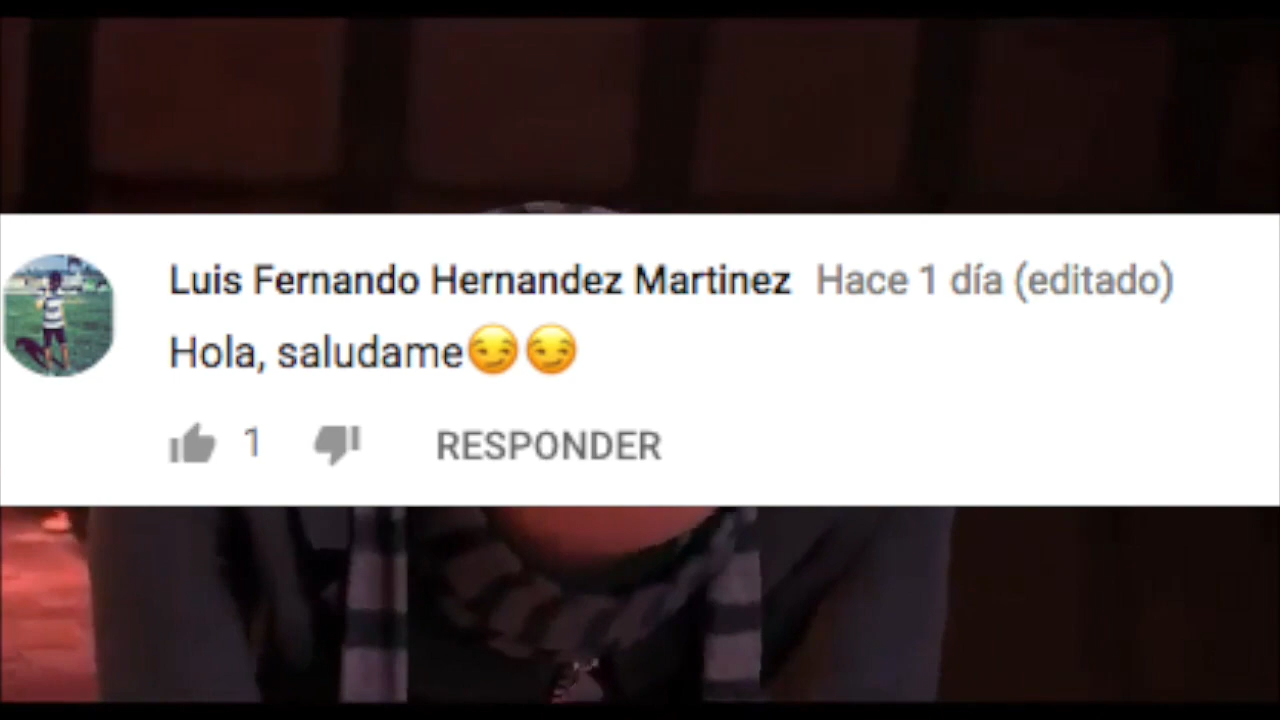 Luis Fernando Hernandez Martinez Hace 1 día (editado)
Hola, saludame😏😏
1 RESPONDER